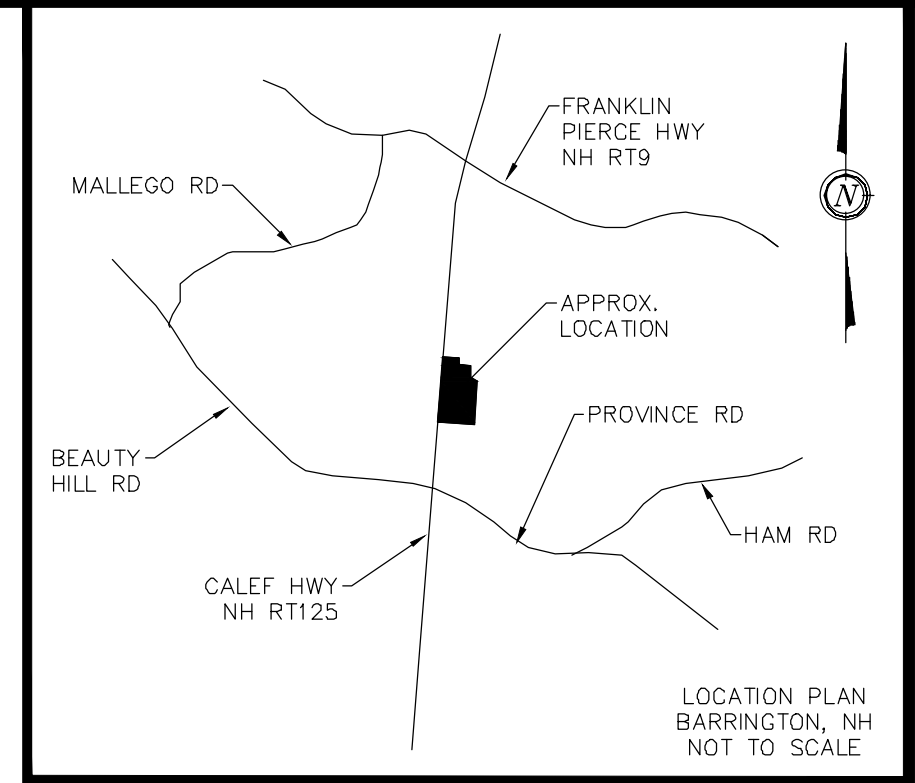 FRANKLIN
PIERCE HWY
NH RT9
MALLEGO RD
N
APPROX.
LOCATION
PROVINCE RD
BEAUTY
HILL RD
HAM RD
CALEF HWY
NH RT125
LOCATION PLAN
BARRINGTON, NH
NOT TO SCALE